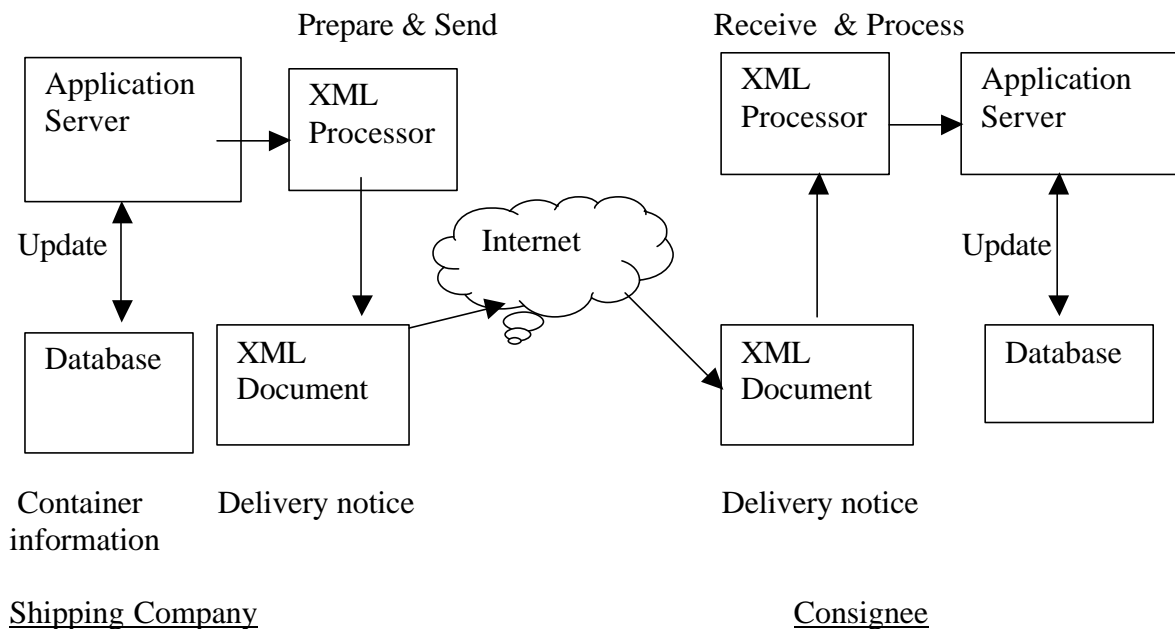 Prepare & Send
Receive & Process
Application
Server
XML
Processor
XML
Processor
Application
Server
Update
Internet
Update
Database
XML
Document
XML
Document
Database
Container
information
Delivery notice
Delivery notice
Shipping Company
Consignee